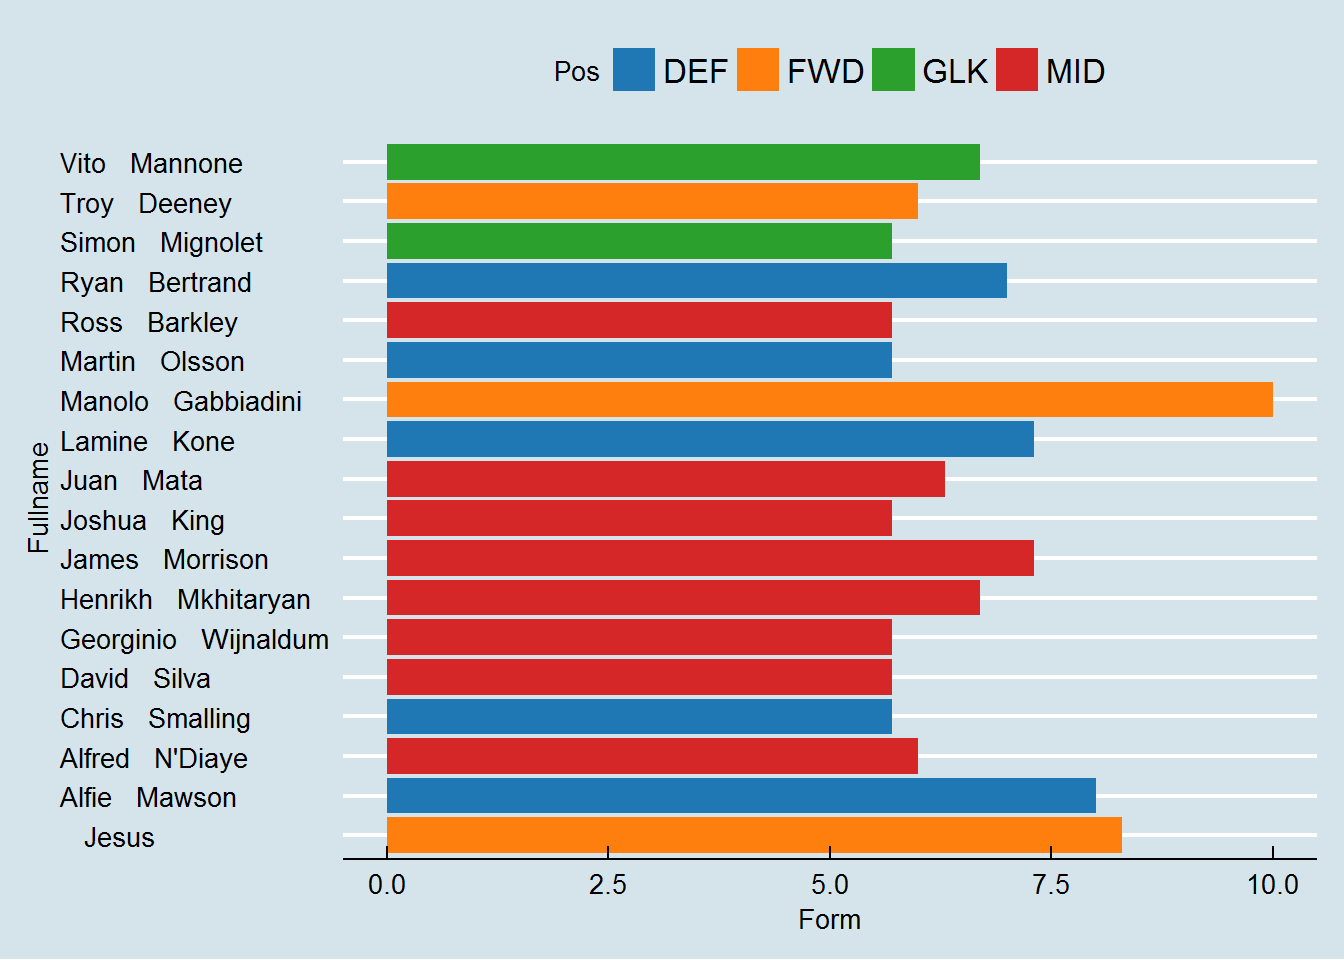 Pos DEF FWD GLK MID
Vito Mannone
Troy Deeney
Simon Mignolet
Ryan Bertrand
Ross Barkley
Martin Olsson
Manolo Gabbiadini
Lamine Kone
Juan Mata
Joshua King
James Morrison
Henrikh Mkhitaryan
Georginio Wijnaldum
David Silva
Chris Smalling
Alfred N'Diaye
Alfie Mawson
Jesus
Fullname
0.0 2.5 5.0 7.5 10.0
Form